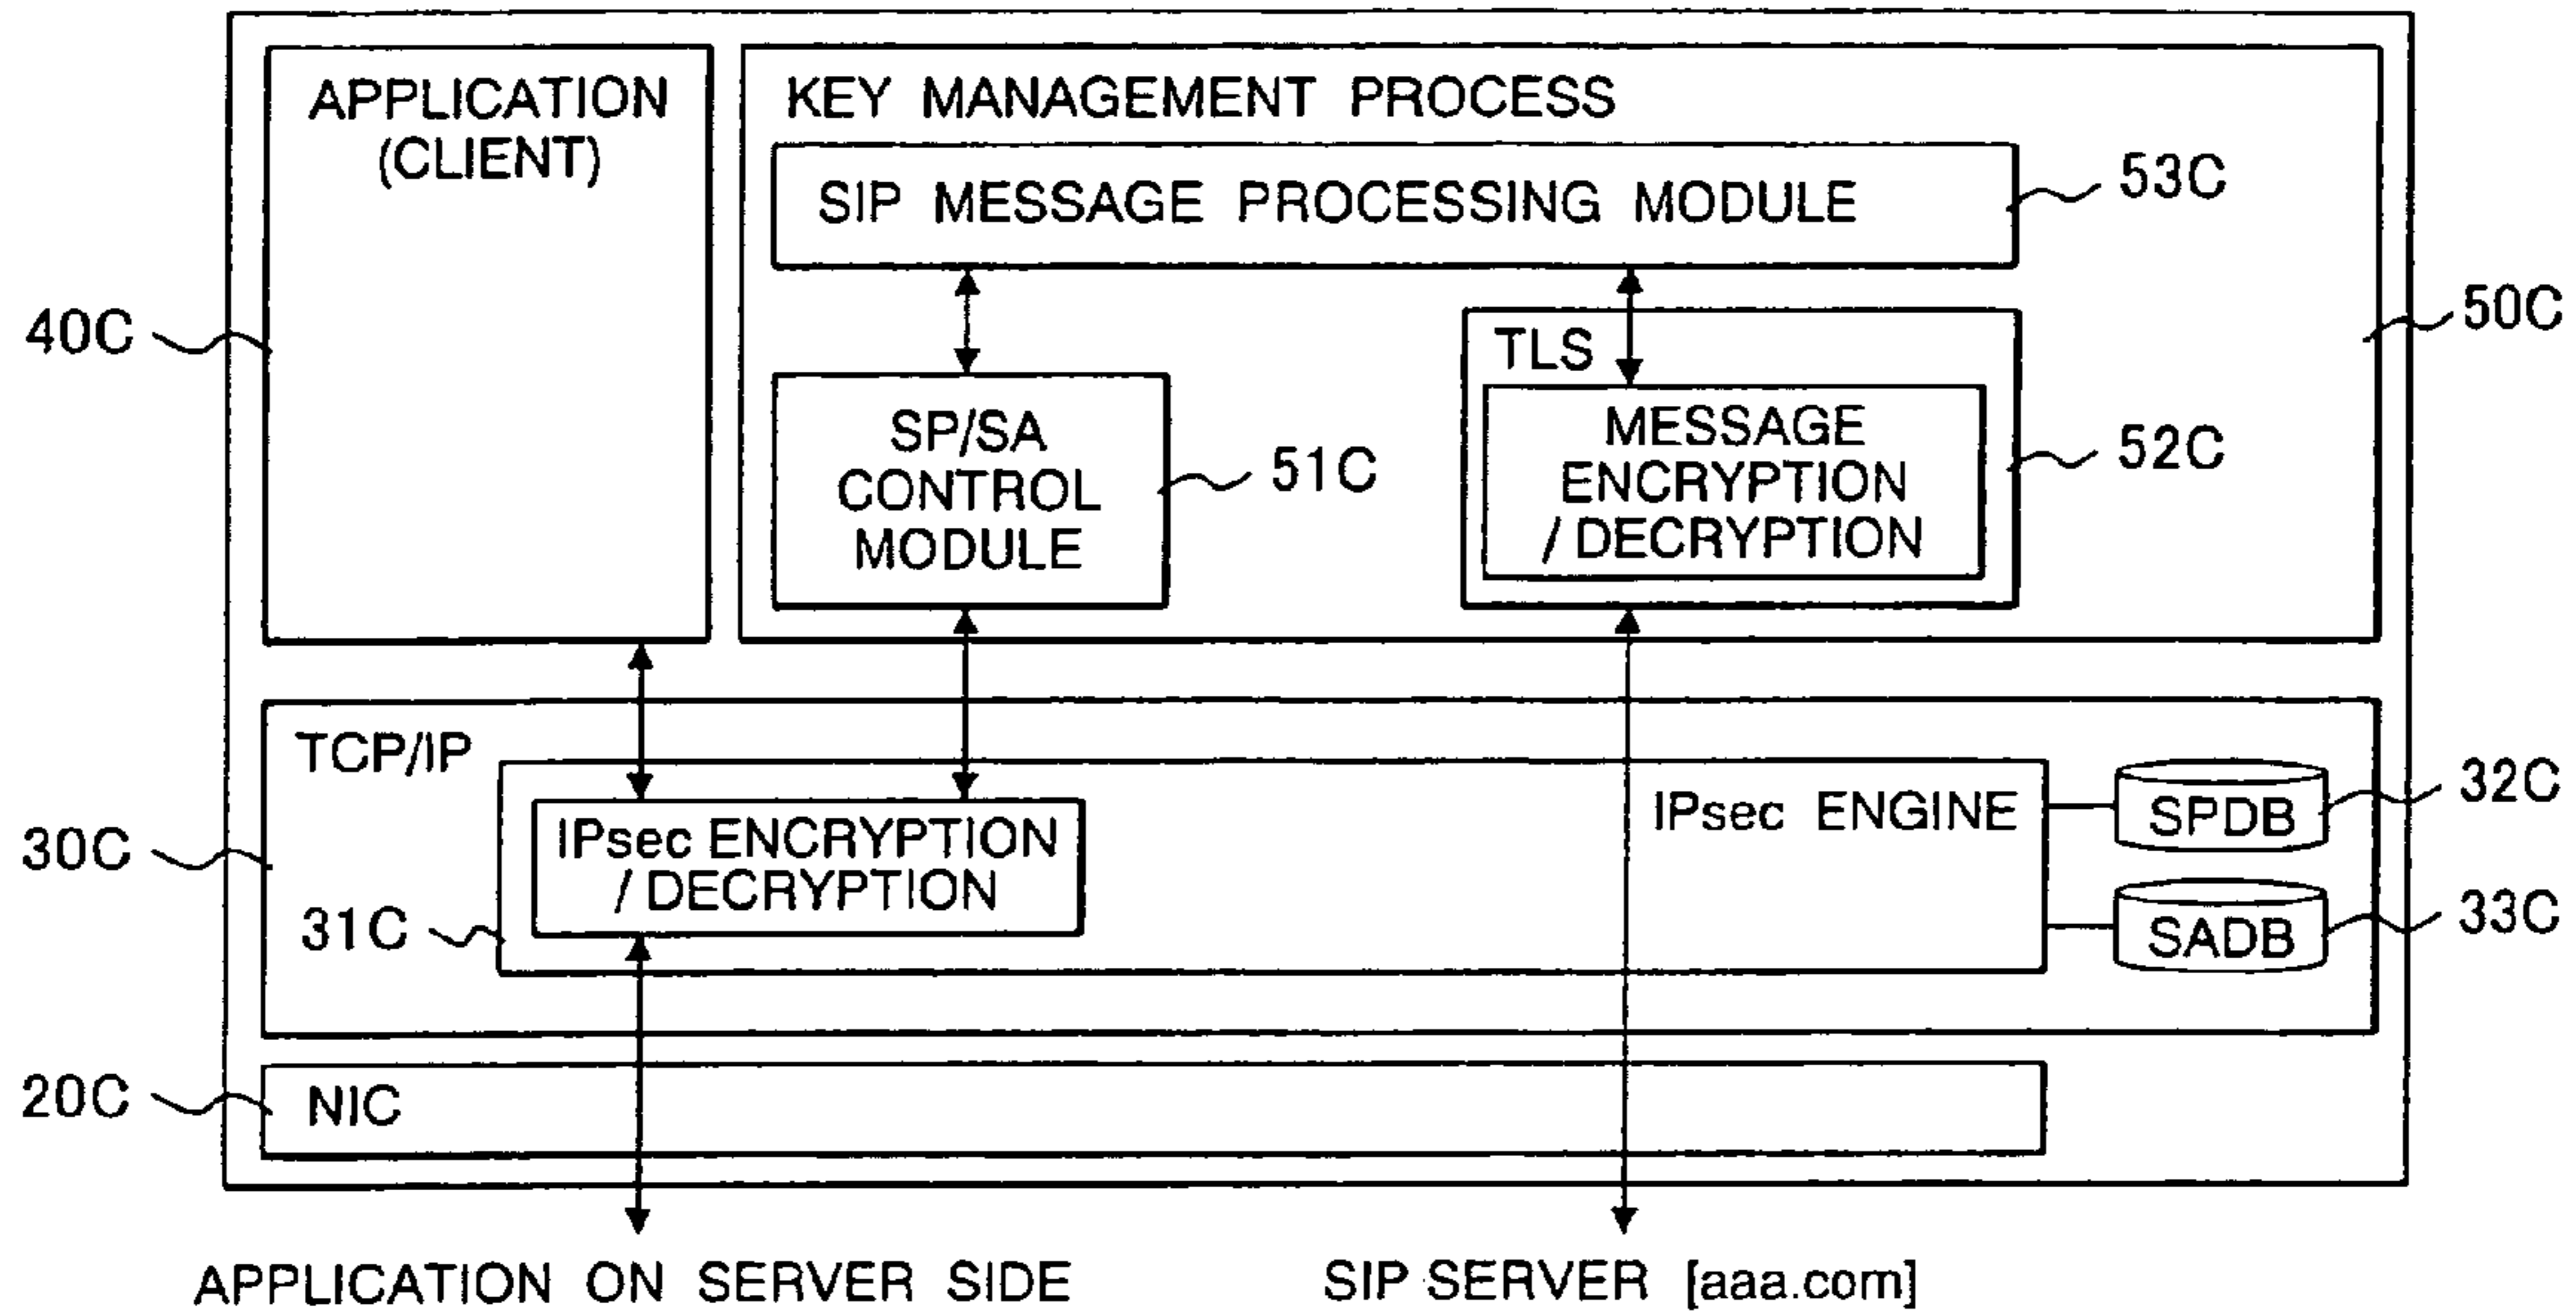 APPLICATION
(CLIENT)
KEY MANAGEMENT PROCESS
SIP MESSAGE PROCESSING MODULE
53C
40C
50C
TLS
SP/SA
CONTROL
MODULE
51C
MESSAGE
ENCRYPTION
/ DECRYPTION
52C
TCP/IP
IPsec ENGINE
SPDB
32C
30C
IPsec ENCRYPTION
/ DECRYPTION
31C
SADB
33C
20C
NIC
APPLICATION ON SERVER SIDE
SIP SERVER [aaa.com]